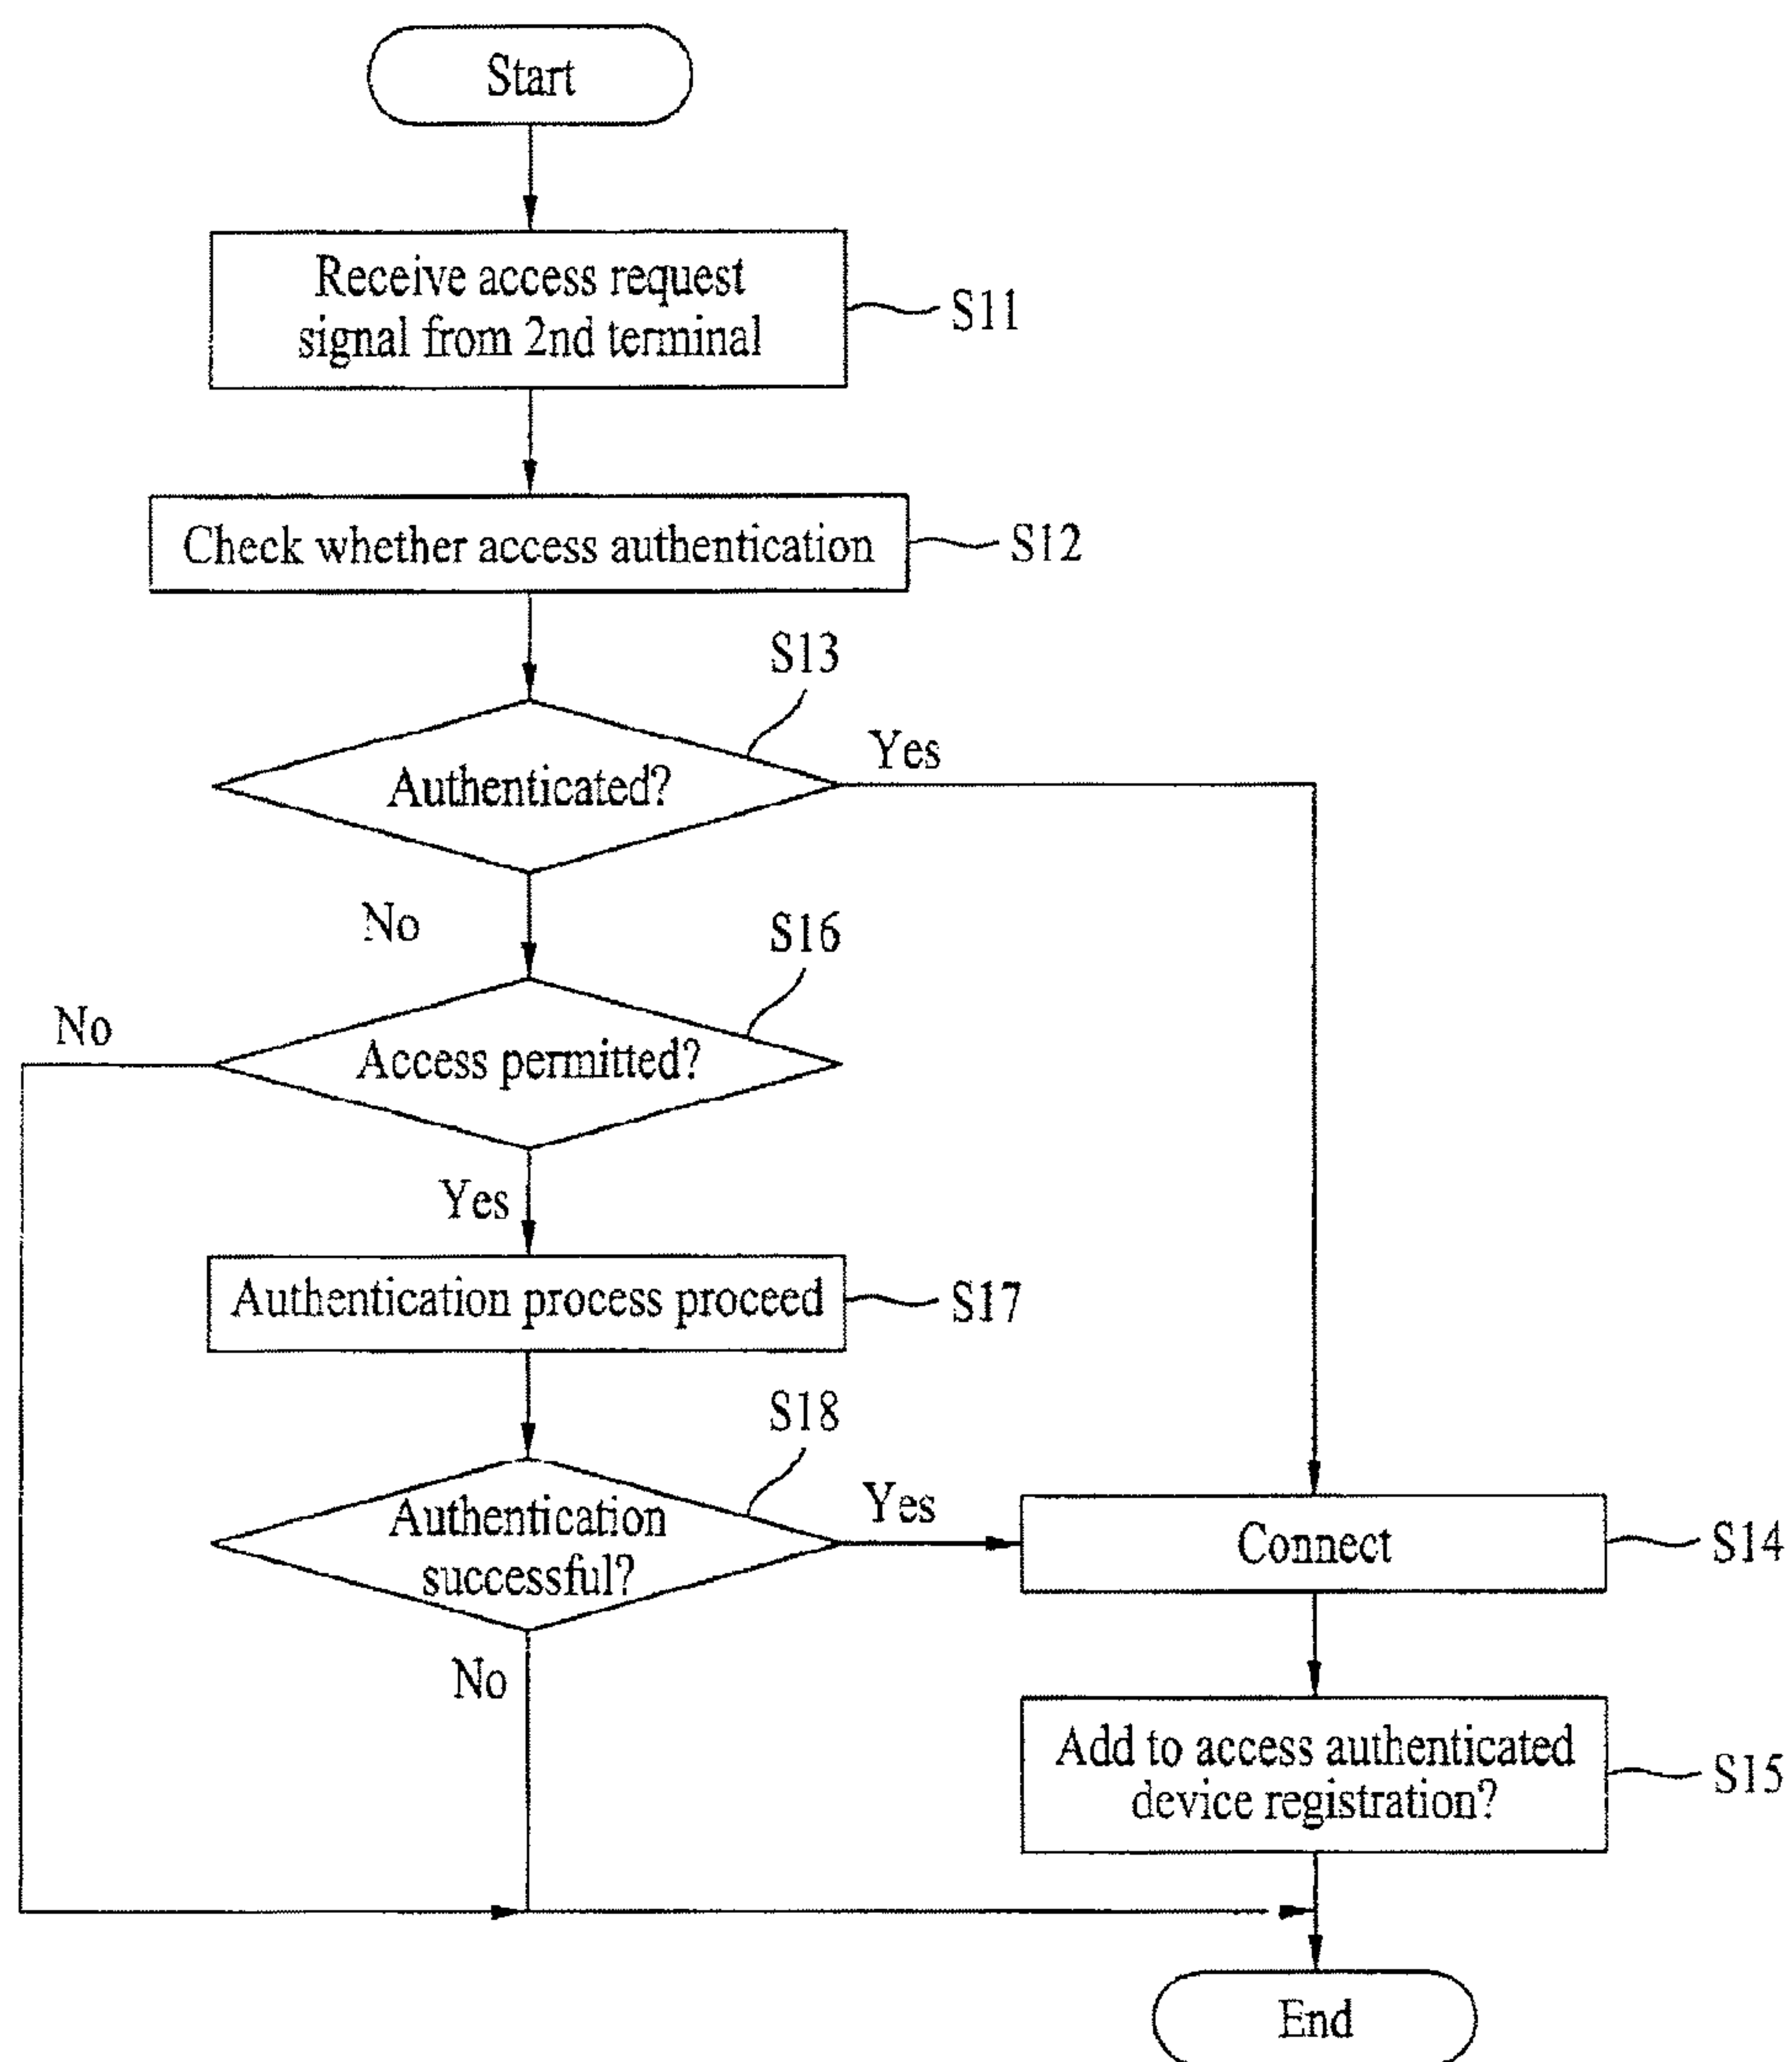 Start
Receive access request
signal from 2nd terminal
S11
Check whether access authentication
S12
S13
Authenticated?
Yes
No
S16
No
Access permitted?
Yes
Authentication process proceed
S17
S18
Authentication
successful?
Yes
Connect
S14
No
Add to access authenticated
device registration?
S15
End